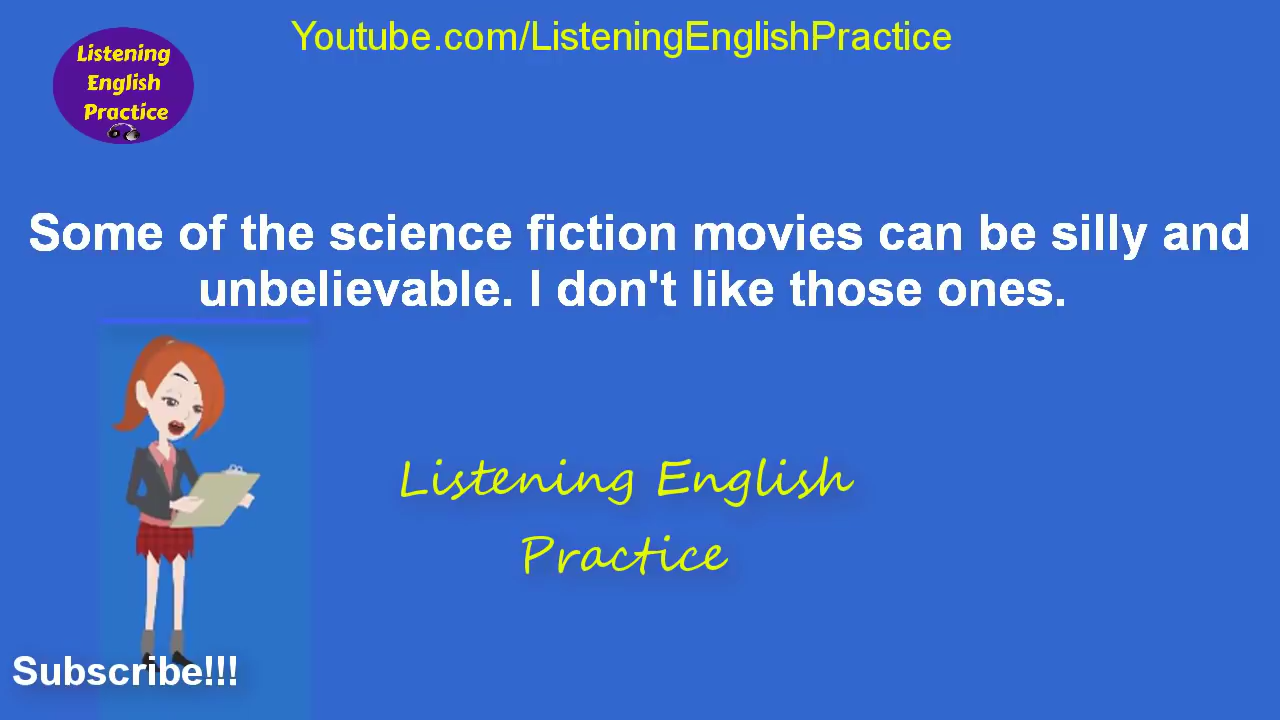 Youtube.com/ListeningEnglishPractice
Listening
English
Practice
Some of the science fiction movies can be silly and
unbelievable. I don't like those ones.
Listening English
Practice
Subscribe!!!